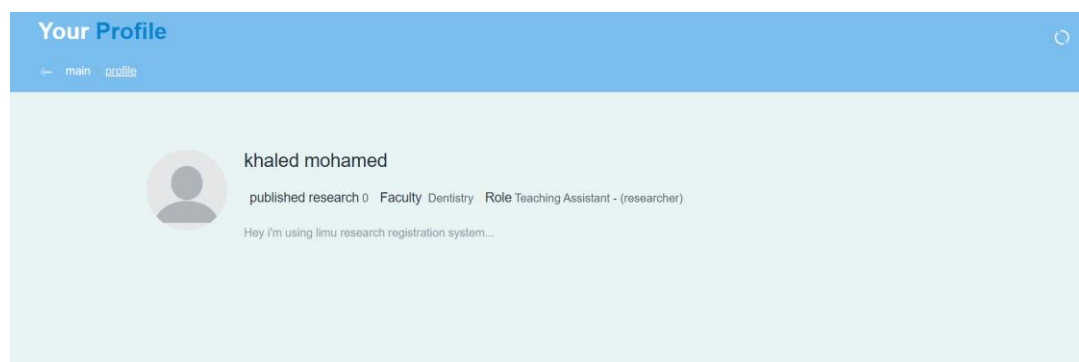 Your Profile
← main profile
khaled mohamed
published research 0 Faculty Dentistry Role Teaching Assistant - (researcher)
Hey i'm using limu research registration system...